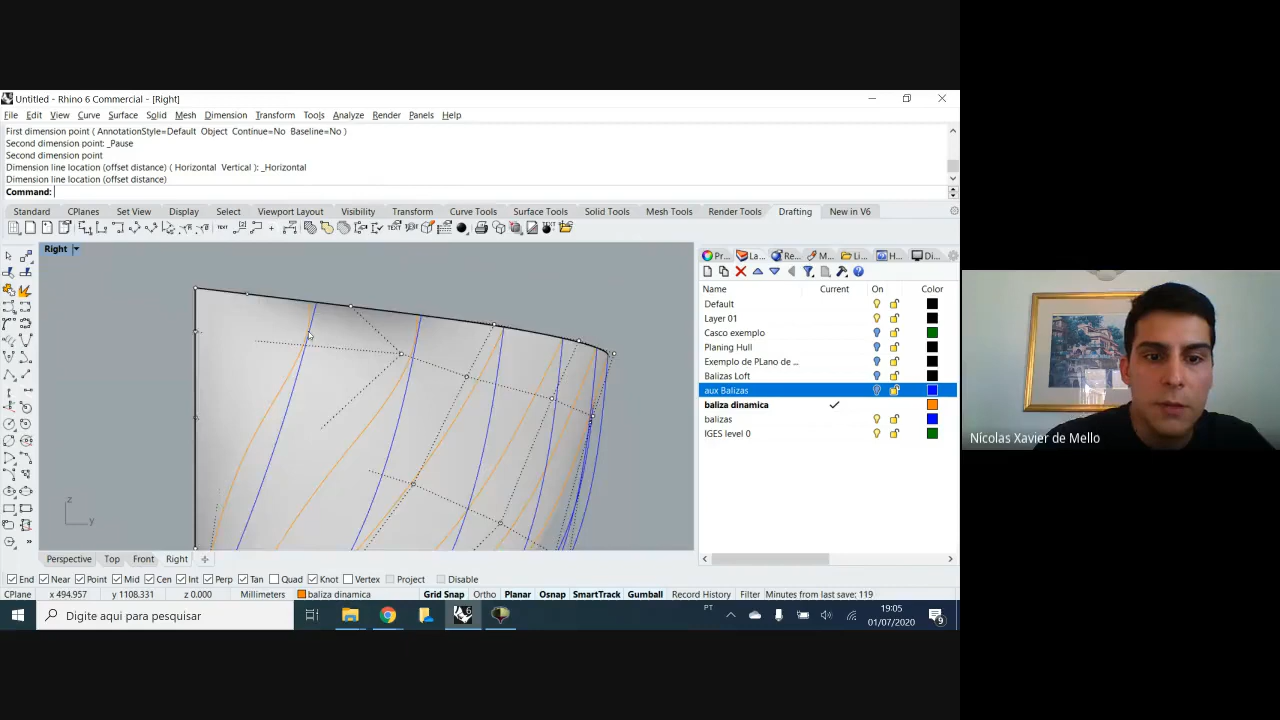 Untitled - Rhino 6 Commercial - [Right]
File Edit View Curve Surface Solid Mesh Dimension Transform Tools Analyze Render Panels Help
First dimension point ( AnnotationStyle=Default Object Continue=No Baseline=No )
Second dimension point: _Pause
Second dimension point
Dimension line location (offset distance) ( Horizontal Vertical ): _Horizontal
Dimension line location (offset distance)
Command:
Standard CPlanes Set View Display Select Viewport Layout Visibility Transform Curve Tools Surface Tools Solid Tools Mesh Tools Render Tools Drafting New in V6
Right
Pr... La... Re... M... Li... H... Di...
Name Current On Color
Default
Layer 01
Casco exemplo
Planing Hull
Exemplo de PLano de ...
Balizas Loft
aux Balizas
baliza dinamica
balizas
IGES level 0
Nícolas Xavier de Mello
z
y
Perspective Top Front Right
End Near Point Mid Cen Int Perp Tan Quad Knot Vertex Project Disable
CPlane x 494.957 y 1108.331 z 0.000 Millimeters baliza dinamica Grid Snap Ortho Planar Osnap SmartTrack Gumball Record History Filter Minutes from last save: 119
Digite aqui para pesquisar
PT
19:05
01/07/2020
9